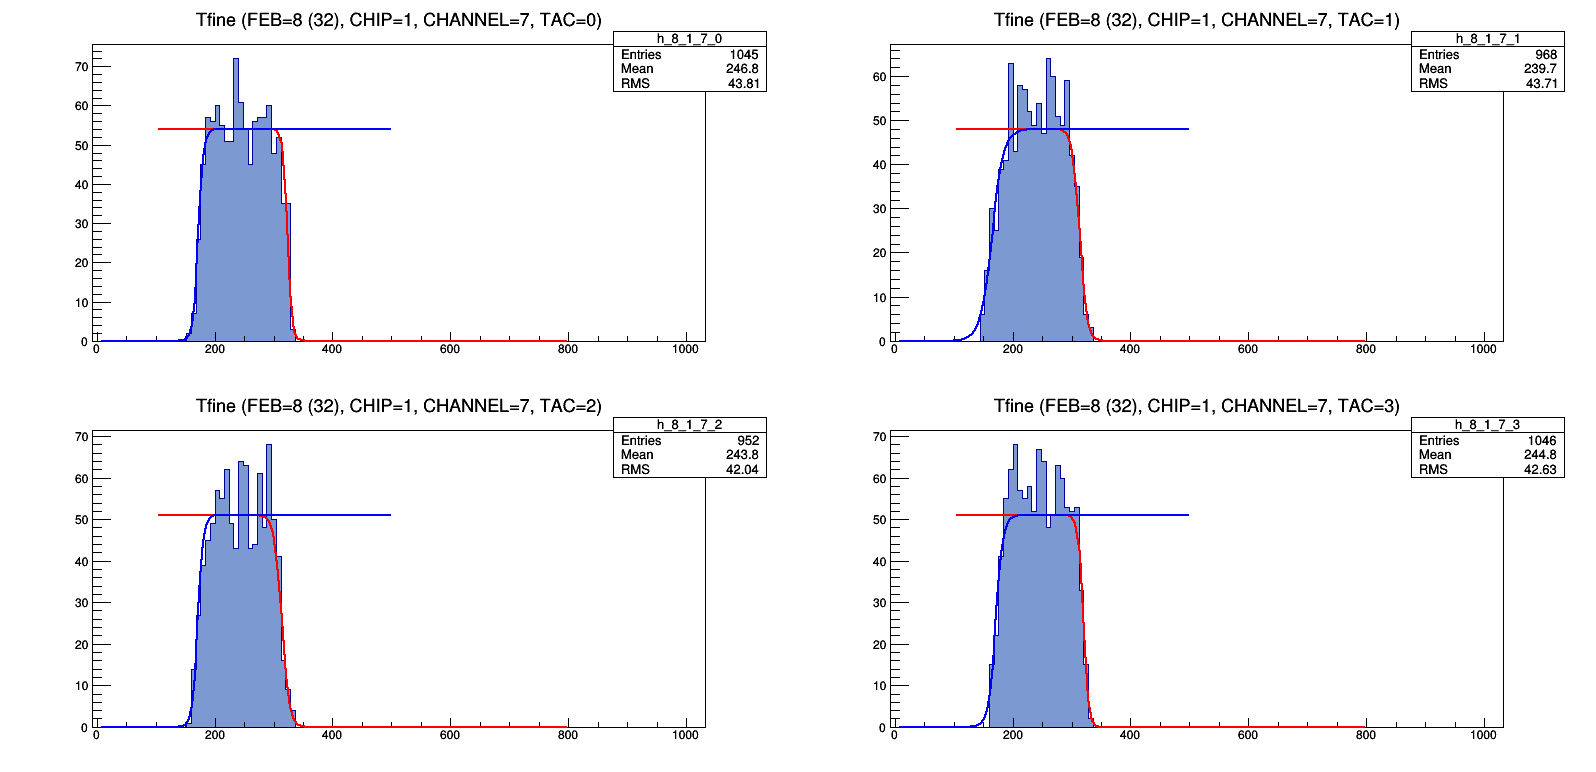 Tfine (FEB=8 (32), CHIP=1, CHANNEL=7, TAC=0)
h_8_1_7_0
Entries 1045
Mean 246.8
RMS 43.81
70
60
50
40
30
20
10
0
0 200 400 600 800 1000
Tfine (FEB=8 (32), CHIP=1, CHANNEL=7, TAC=1)
h_8_1_7_1
Entries 968
Mean 239.7
RMS 43.71
60
50
40
30
20
10
0
0 200 400 600 800 1000
Tfine (FEB=8 (32), CHIP=1, CHANNEL=7, TAC=2)
h_8_1_7_2
Entries 952
Mean 243.8
RMS 42.04
70
60
50
40
30
20
10
0
0 200 400 600 800 1000
Tfine (FEB=8 (32), CHIP=1, CHANNEL=7, TAC=3)
h_8_1_7_3
Entries 1046
Mean 244.8
RMS 42.63
70
60
50
40
30
20
10
0
0 200 400 600 800 1000